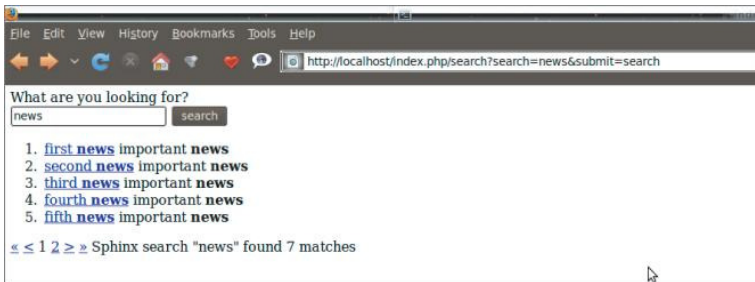 File Edit View History Bookmarks Tools Help
http://localhost/index.php/search?search=news&submit=search
What are you looking for?
news search
1. first news important news
2. second news important news
3. third news important news
4. fourth news important news
5. fifth news important news
« < 1 2 > » Sphinx search "news" found 7 matches